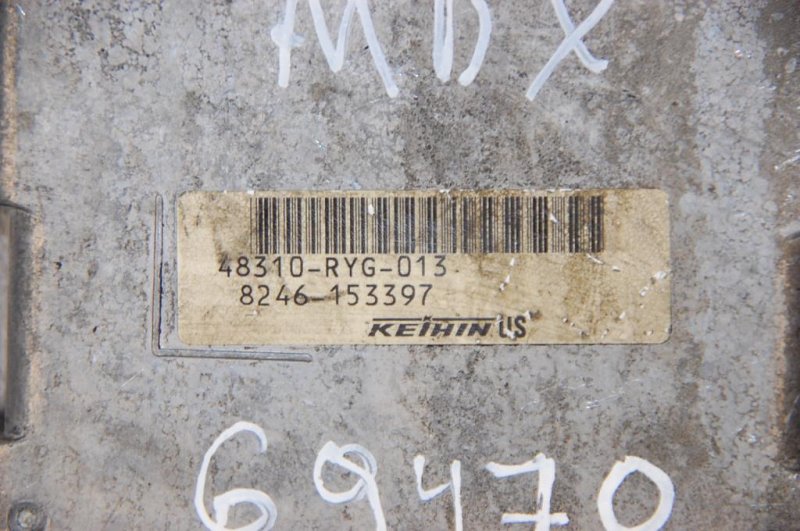 MDX
48310-RYG-013
8246-153397
KEIHIN US
69470